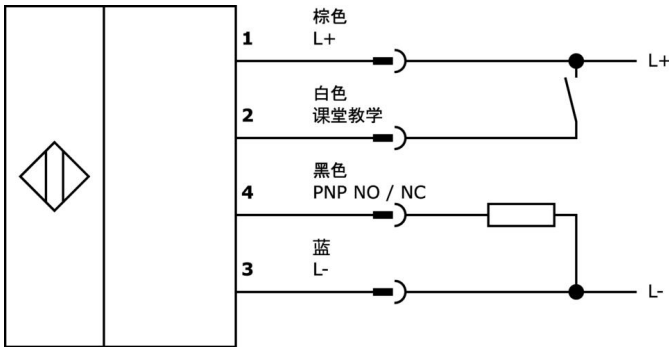 棕色
1 L+ L+
白色
2 课堂教学
黑色
4 PNP NO / NC
蓝
3 L- L-